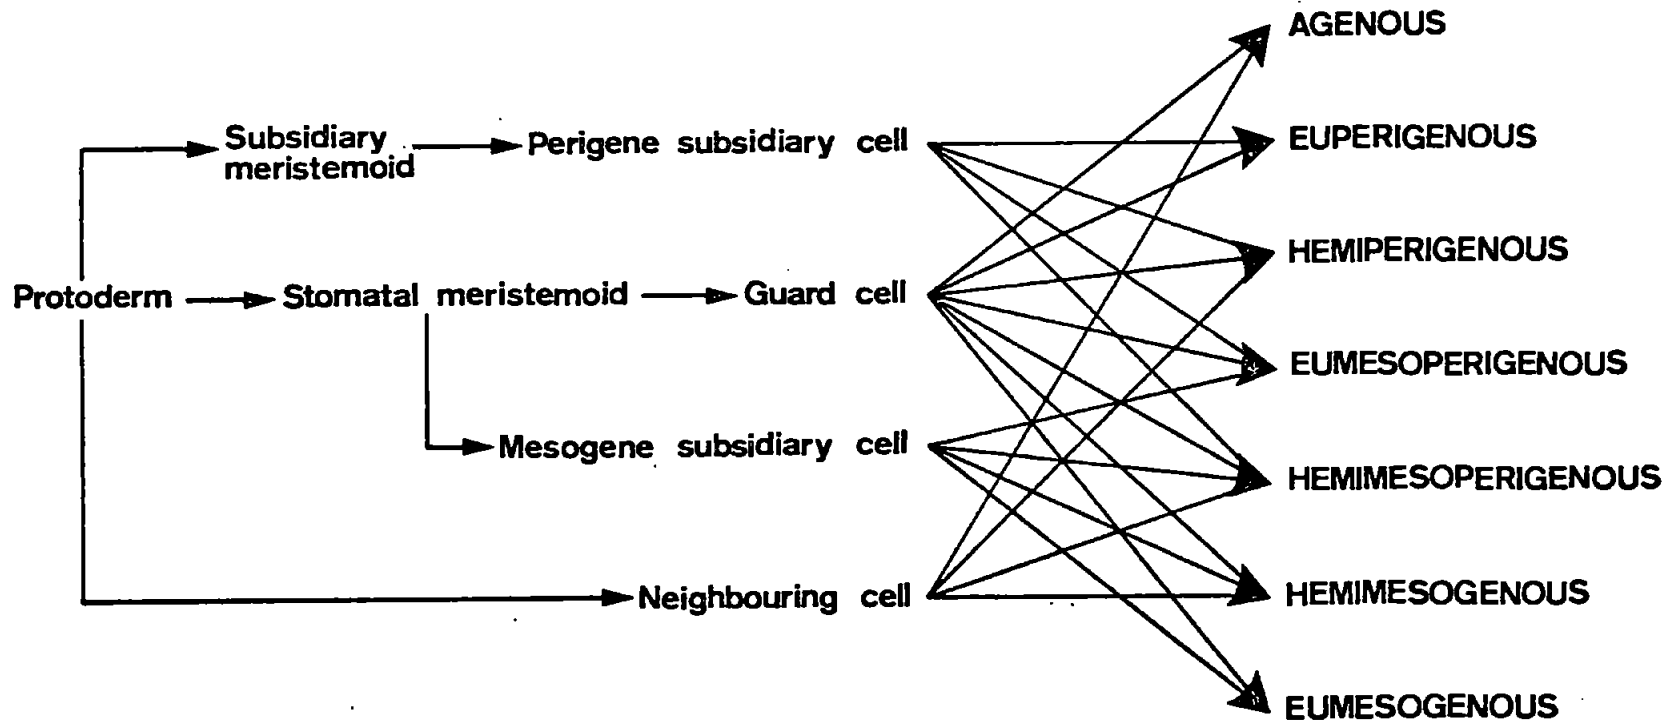 AGENOUS
Subsidiary
meristemoid
Perigene subsidiary cell
EUPERIGENOUS
HEMIPERIGENOUS
Protoderm
Stomatal meristemoid
Guard cell
EUMESOPERIGENOUS
Mesogene subsidiary cell
HEMIMESOPERIGENOUS
Neighbouring cell
HEMIMESOGENOUS
EUMESOGENOUS